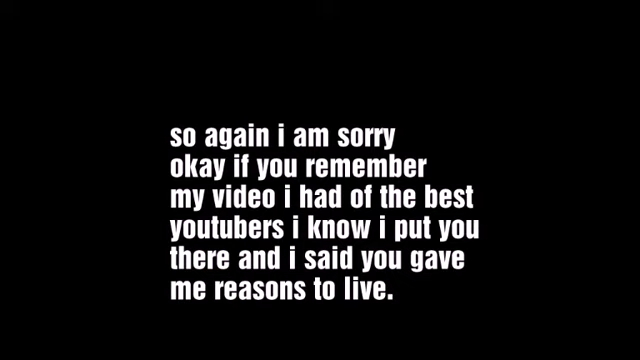 so again i am sorry
okay if you remember
my video i had of the best
youtubers i know i put you
there and i said you gave
me reasons to live.